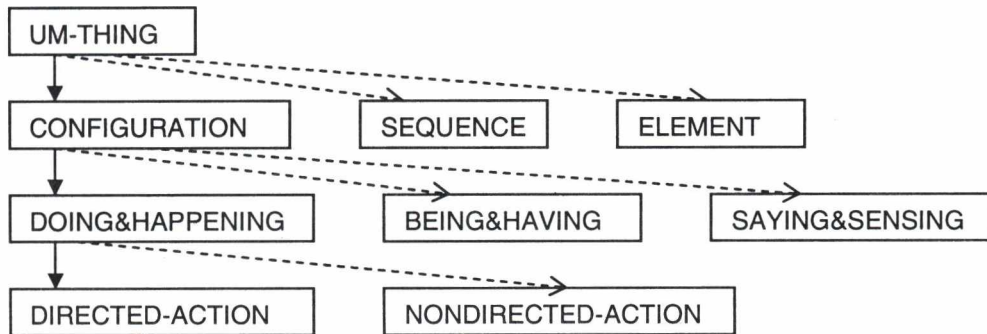 UM-THING
CONFIGURATION
SEQUENCE
ELEMENT
DOING&HAPPENING
BEING&HAVING
SAYING&SENSING
DIRECTED-ACTION
NONDIRECTED-ACTION